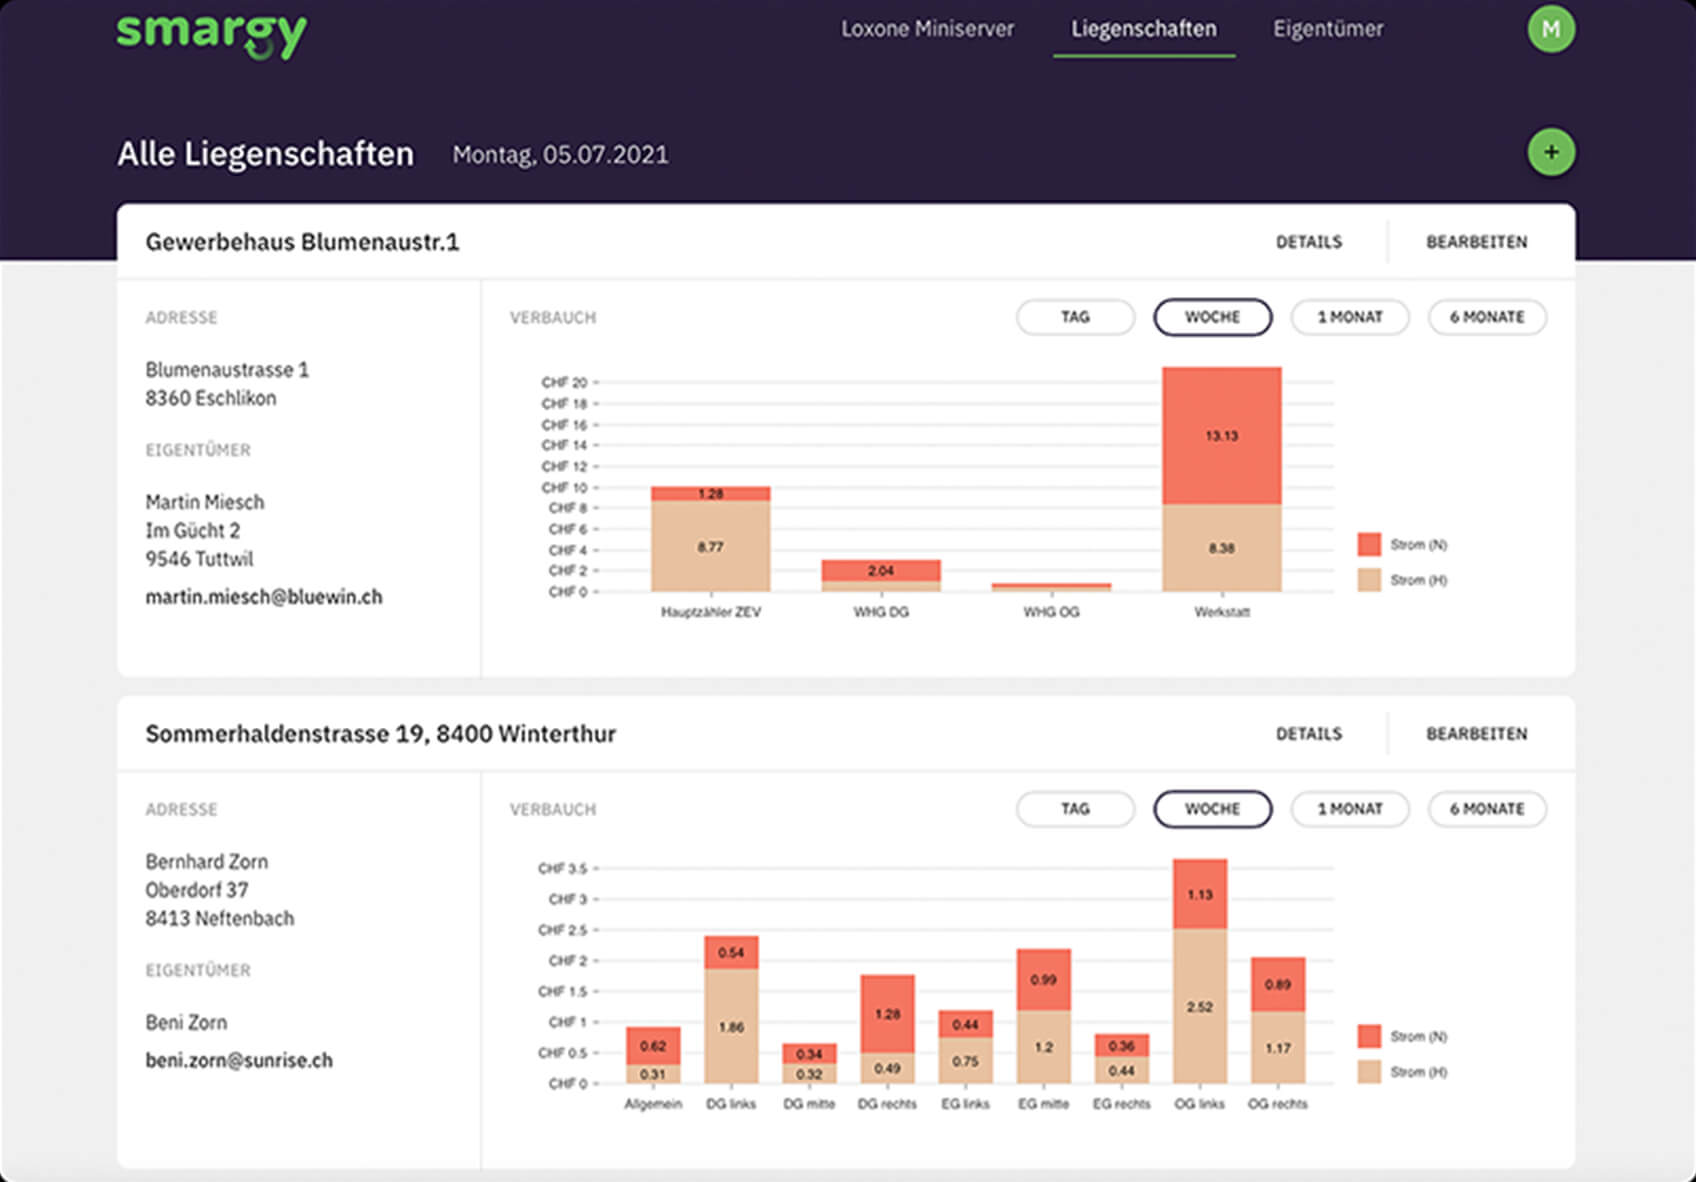 smargy
Loxone Miniserver Liegenschaften Eigentümer M
Alle Liegenschaften Montag, 05.07.2021 +
Gewerbehaus Blumenaustr.1 DETAILS BEARBEITEN
ADRESSE
Blumenaustrasse 1
8360 Eschlikon
EIGENTÜMER
Martin Miesch
Im Gücht 2
9546 Tuttwil
martin.miesch@bluewin.ch
VERBAUCH TAG WOCHE 1 MONAT 6 MONATE
CHF 20
CHF 18
CHF 16
CHF 14
CHF 12
CHF 10
CHF 8
CHF 6
CHF 4
CHF 2
CHF 0
1.28
8.77
2.04
13.13
8.38
Hauptzähler ZEV WHG DG WHG OG Werkstatt
Strom (N)
Strom (H)
Sommerhaldenstrasse 19, 8400 Winterthur DETAILS BEARBEITEN
ADRESSE
Bernhard Zorn
Oberdorf 37
8413 Neftenbach
EIGENTÜMER
Beni Zorn
beni.zorn@sunrise.ch
VERBAUCH TAG WOCHE 1 MONAT 6 MONATE
CHF 3.5
CHF 3
CHF 2.5
CHF 2
CHF 1.5
CHF 1
CHF 0.5
CHF 0
0.62
0.31
0.54
1.86
0.34
0.32
1.28
0.49
0.44
0.75
0.99
1.2
0.36
0.44
1.13
2.52
0.89
1.17
Allgemein DG links DG mitte DG rechts EG links EG mitte EG rechts OG links OG rechts
Strom (N)
Strom (H)